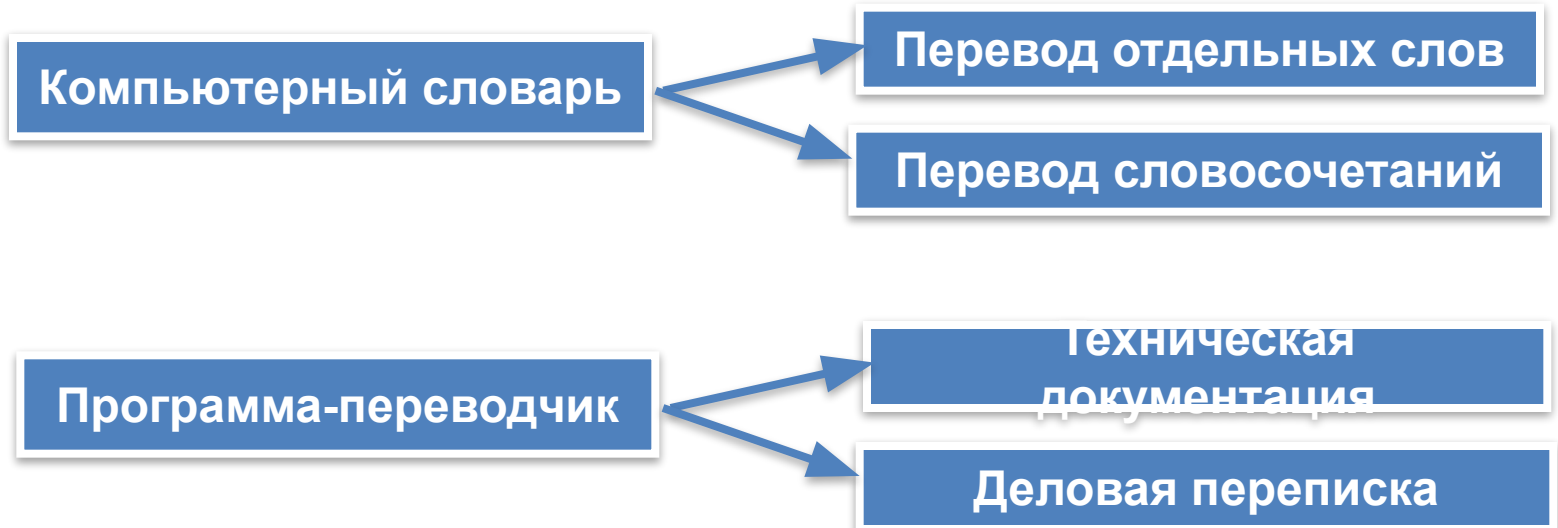 Компьютерный словарь
Перевод отдельных слов
Перевод словосочетаний
Программа-переводчик
Техническая
документация
Деловая переписка